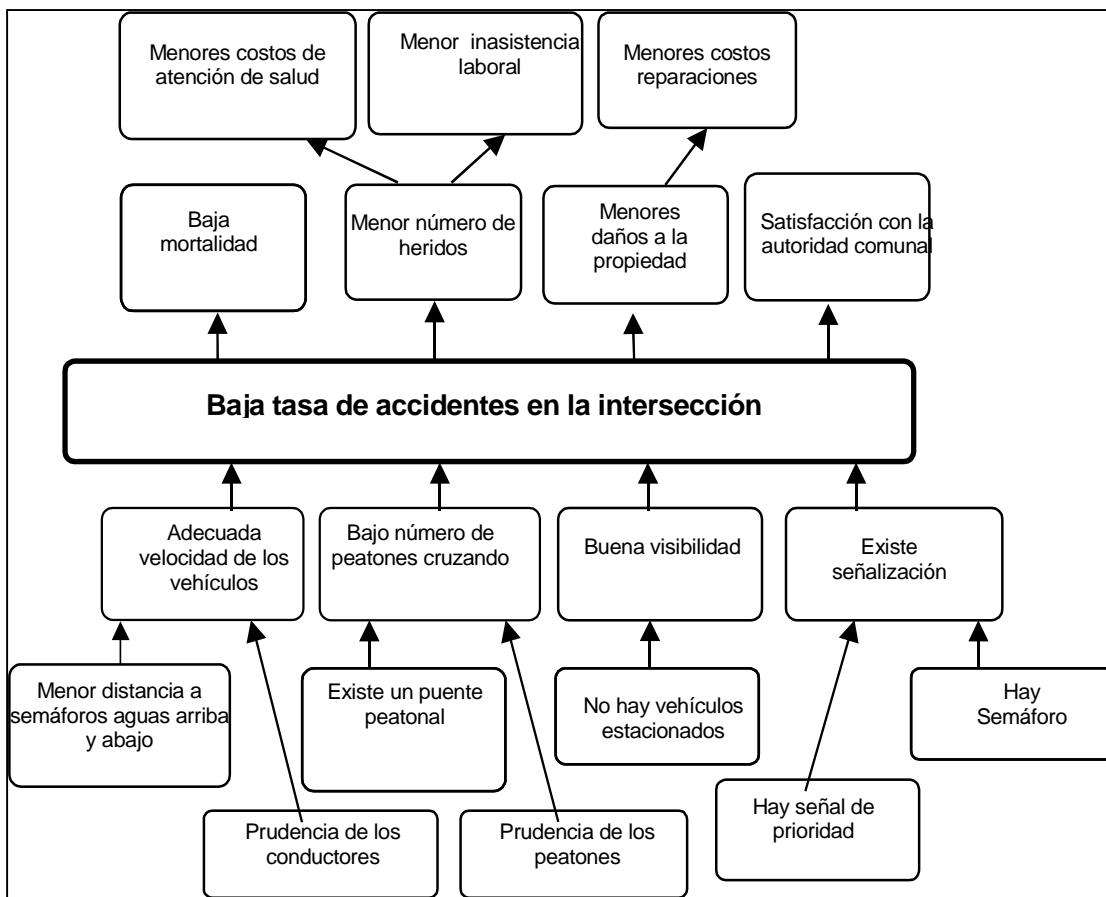 Menores costos de
atención de salud
Menor inasistencia
laboral
Menores costos
reparaciones
Baja
mortalidad
Menor número de
heridos
Menores
daños a la
propiedad
Satisfacción con la
autoridad comunal
Baja tasa de accidentes en la intersección
Adecuada
velocidad de los
vehículos
Bajo número de
peatones cruzando
Buena visibilidad
Existe
señalización
Menor distancia a
semáforos aguas arriba
y abajo
Existe un puente
peatonal
No hay vehículos
estacionados
Hay
Semáforo
Prudencia de los
conductores
Prudencia de los
peatones
Hay señal de
prioridad